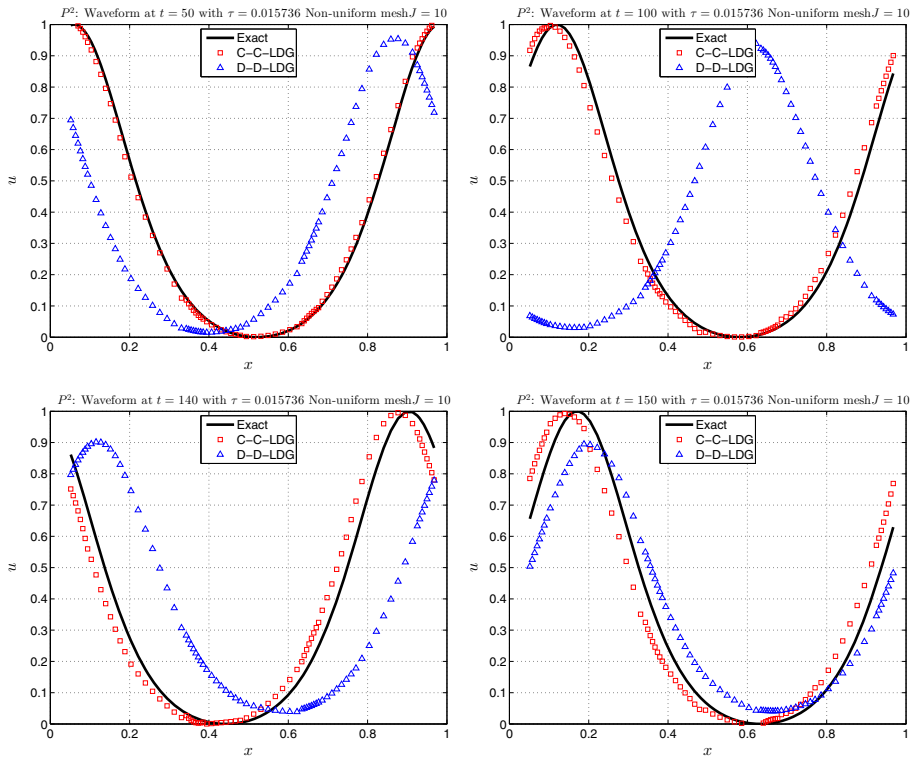 P²: Waveform at t = 50 with τ = 0.015736 Non-uniform meshJ = 10
1
0.9
0.8
0.7
0.6
0.5
0.4
0.3
0.2
0.1
0
u
Exact
C−C−LDG
D−D−LDG
0 0.2 0.4 0.6 0.8 1
x
P²: Waveform at t = 100 with τ = 0.015736 Non-uniform meshJ = 10
1
0.9
0.8
0.7
0.6
0.5
0.4
0.3
0.2
0.1
0
u
Exact
C−C−LDG
D−D−LDG
0 0.2 0.4 0.6 0.8 1
x
P²: Waveform at t = 140 with τ = 0.015736 Non-uniform meshJ = 10
1
0.9
0.8
0.7
0.6
0.5
0.4
0.3
0.2
0.1
0
u
Exact
C−C−LDG
D−D−LDG
0 0.2 0.4 0.6 0.8 1
x
P²: Waveform at t = 150 with τ = 0.015736 Non-uniform meshJ = 10
1
0.9
0.8
0.7
0.6
0.5
0.4
0.3
0.2
0.1
0
u
Exact
C−C−LDG
D−D−LDG
0 0.2 0.4 0.6 0.8 1
x